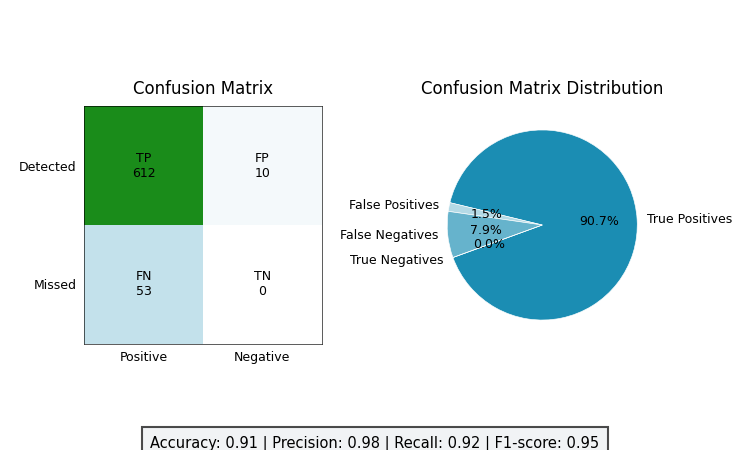 Confusion Matrix
Detected
Missed
TP
612
FP
10
FN
53
TN
0
Positive
Negative
Confusion Matrix Distribution
False Positives
False Negatives
True Negatives
True Positives
1.5%
7.9%
0.0%
90.7%
Accuracy: 0.91 | Precision: 0.98 | Recall: 0.92 | F1-score: 0.95